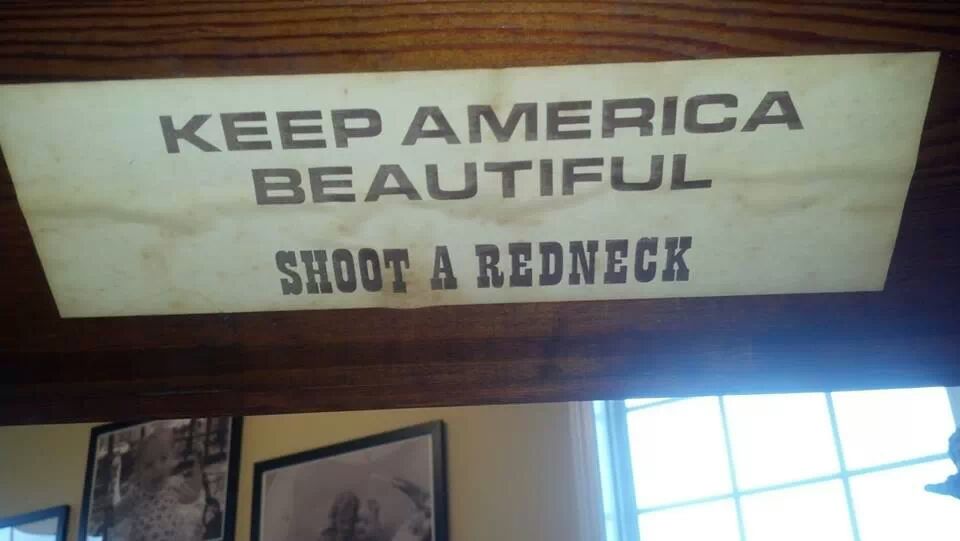 KEEP AMERICA
BEAUTIFUL
SHOOT A REDNECK